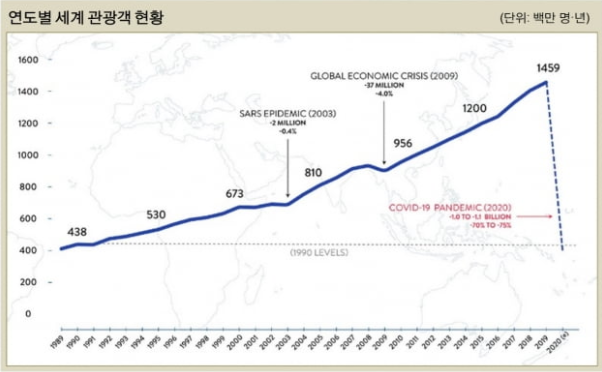 연도별 세계 관광객 현황
(단위: 백만 명·년)
1600
1400
1200
1000
800
600
400
200
0
438
530
673
810
956
1200
1459
SARS EPIDEMIC (2003)
-2 MILLION
-0.4%
GLOBAL ECONOMIC CRISIS (2009)
-37 MILLION
-4.0%
COVID-19 PANDEMIC (2020)
-1.0 TO -1.1 BILLION
-70% TO -75%
(1990 LEVELS)
1989 1990 1991 1992 1993 1994 1995 1996 1997 1998 1999 2000 2001 2002 2003 2004 2005 2006 2007 2008 2009 2010 2011 2012 2013 2014 2015 2016 2017 2018 2019 2020 (e)